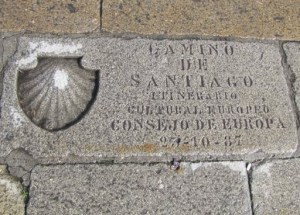 CAMINO
DE
SANTIAGO
ITINERARIO
CULTURAL EUROPEO
CONSEJO DE EUROPA
23-10-87